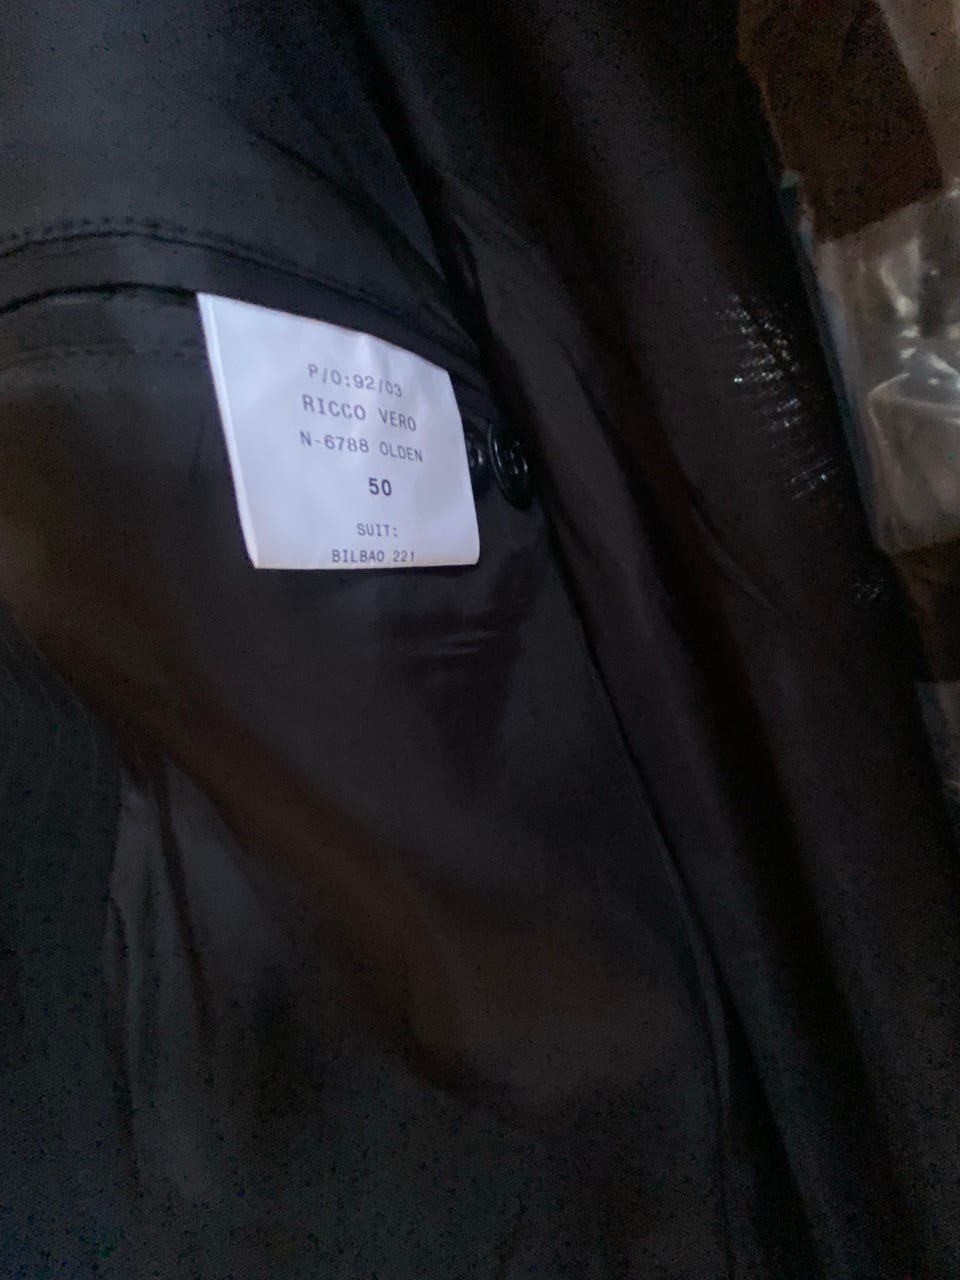 P/O:92/03
RICCO VERO
N-6788 OLDEN
50
SUIT:
BILBAO 221